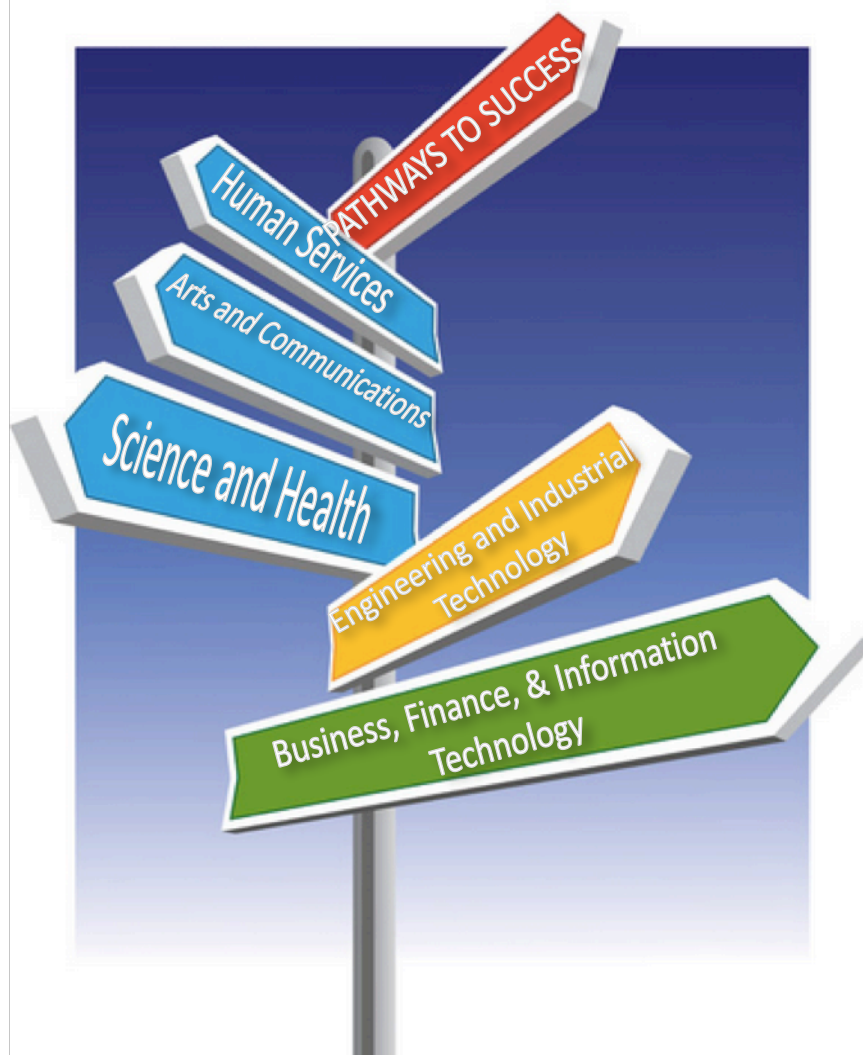 PATHWAYS TO SUCCESS
Human Services
Arts and Communications
Science and Health
Engineering and Industrial
Technology
Business, Finance, & Information
Technology